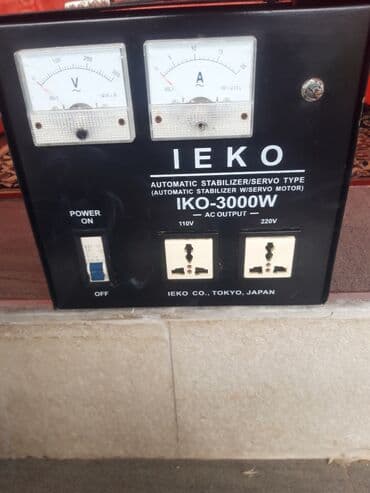 V
A
IEKO
AUTOMATIC STABILIZER/SERVO TYPE
(AUTOMATIC STABILIZER W/SERVO MOTOR)
IKO-3000W
AC OUTPUT
110V 220V
POWER
ON
OFF
IEKO CO., TOKYO, JAPAN